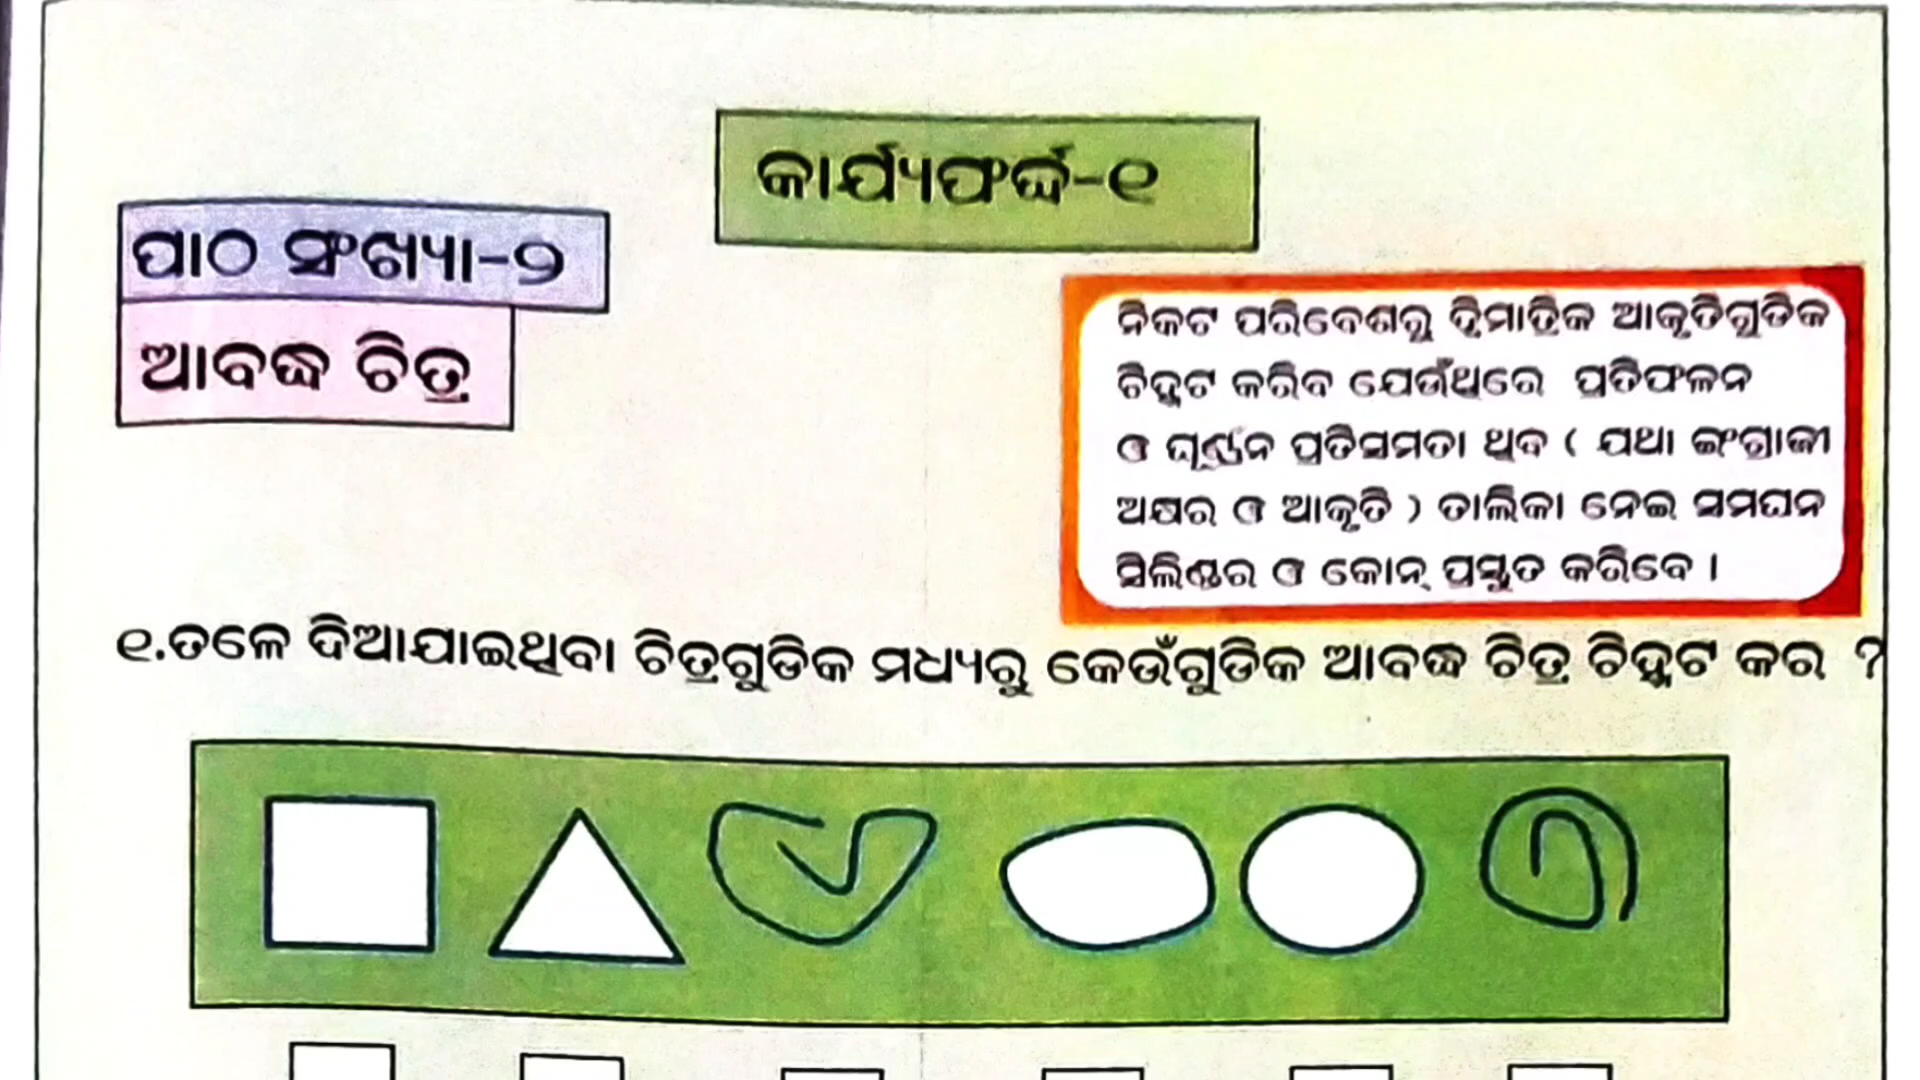 କାର୍ଯ୍ୟଫର୍ଦ୍ଦ-୧
ପାଠ ସଂଖ୍ୟା-୨
ଆବଦ୍ଧ ଚିତ୍ର
ନିକଟ ପରିବେଶରୁ ଦ୍ୱିମାତ୍ରିକ ଆକୃତିଗୁଡିକ
ଚିହ୍ନଟ କରିବ ଯେଉଁଥିରେ ପ୍ରତିଫଳନ
ଓ ଘୂର୍ଣ୍ଣନ ପ୍ରତିସମତା ଥିବ ( ଯଥା ଇଂରାଜୀ
ଅକ୍ଷର ଓ ଆକୃତି ) ତାଲିକା ନେଇ ସମଘନ
ସିଲିଣ୍ଡର ଓ କୋନ୍ ପ୍ରସ୍ତୁତ କରିବେ ।
୧.ତଳେ ଦିଆଯାଇଥିବା ଚିତ୍ରଗୁଡିକ ମଧ୍ୟରୁ କେଉଁଗୁଡିକ ଆବଦ୍ଧ ଚିତ୍ର ଚିହ୍ନଟ କର ?